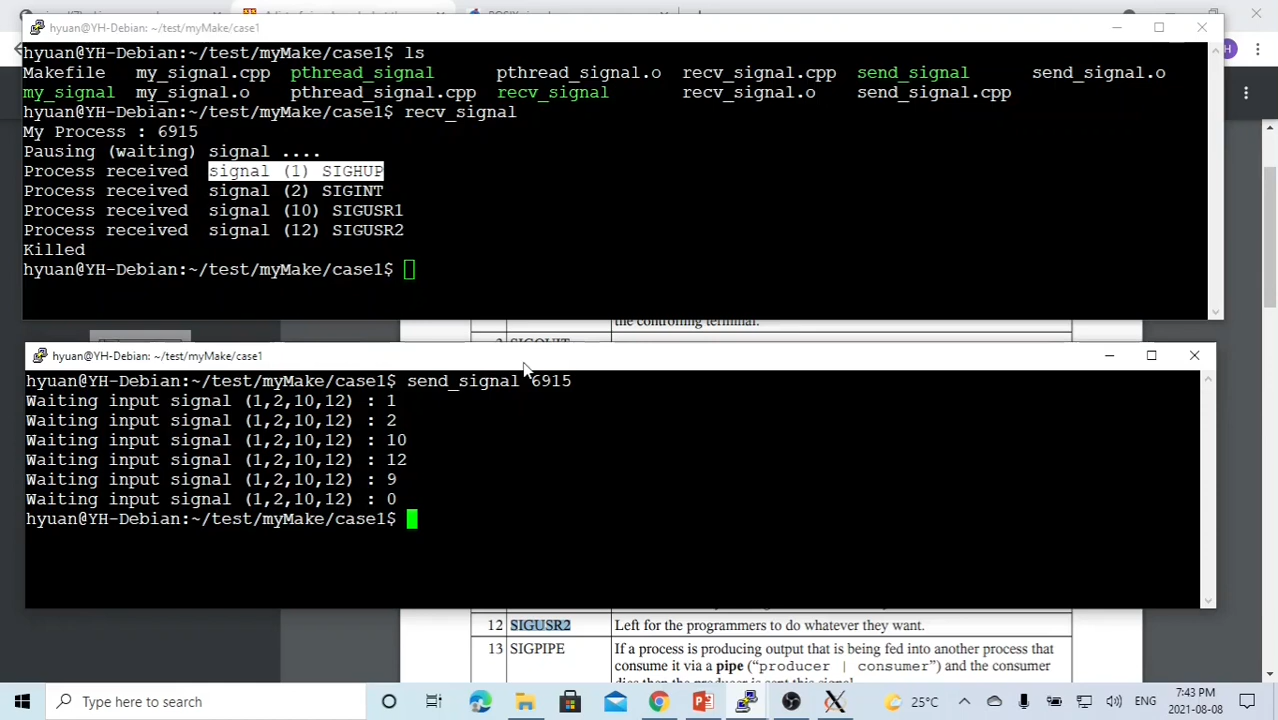 hyuan@YH-Debian: ~/test/myMake/case1
hyuan@YH-Debian:~/test/myMake/case1$ ls
Makefile my_signal.cpp pthread_signal pthread_signal.o recv_signal.cpp send_signal send_signal.o
my_signal my_signal.o pthread_signal.cpp recv_signal recv_signal.o send_signal.cpp
hyuan@YH-Debian:~/test/myMake/case1$ recv_signal
My Process : 6915
Pausing (waiting) signal ....
Process received signal (1) SIGHUP
Process received signal (2) SIGINT
Process received signal (10) SIGUSR1
Process received signal (12) SIGUSR2
Killed
hyuan@YH-Debian:~/test/myMake/case1$
the controlling terminal.
hyuan@YH-Debian: ~/test/myMake/case1
hyuan@YH-Debian:~/test/myMake/case1$ send_signal 6915
Waiting input signal (1,2,10,12) : 1
Waiting input signal (1,2,10,12) : 2
Waiting input signal (1,2,10,12) : 10
Waiting input signal (1,2,10,12) : 12
Waiting input signal (1,2,10,12) : 9
Waiting input signal (1,2,10,12) : 0
hyuan@YH-Debian:~/test/myMake/case1$
12 SIGUSR2 Left for the programmers to do whatever they want.
13 SIGPIPE If a process is producing output that is being fed into another process that
consume it via a pipe ("producer | consumer") and the consumer
dies then the producer is sent this signal.
Type here to search
25°C ENG 7:43 PM
2021-08-08